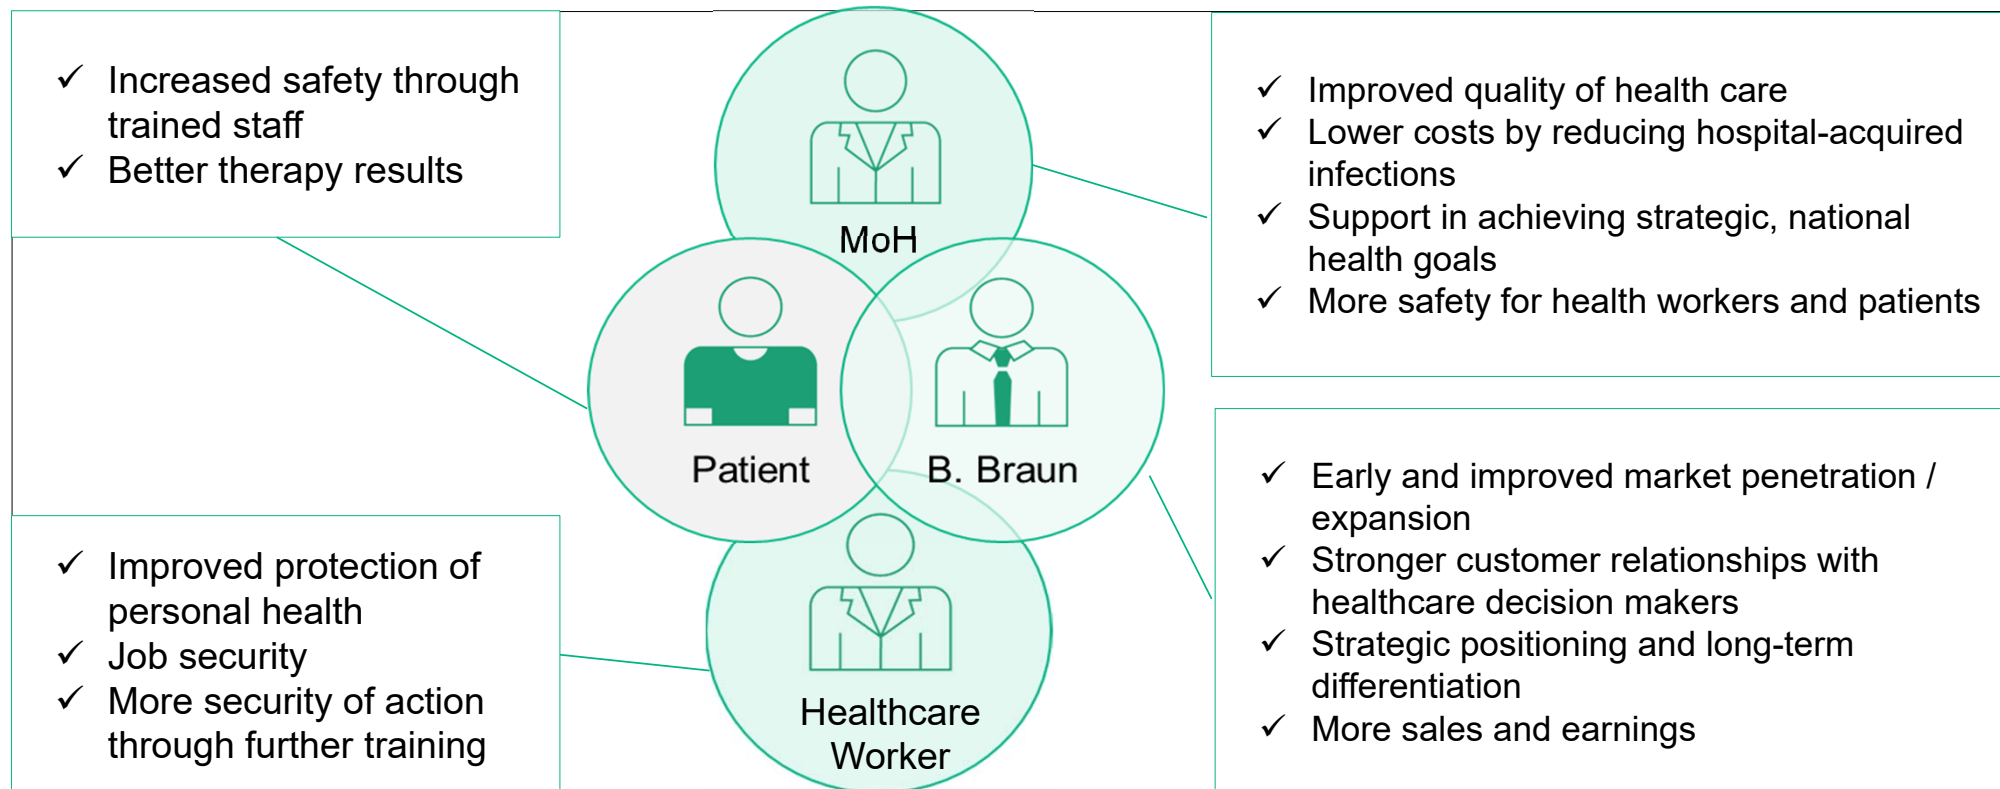 ✓ Increased safety through
trained staff
✓ Better therapy results
MoH
✓ Improved quality of health care
✓ Lower costs by reducing hospital-acquired
infections
✓ Support in achieving strategic, national
health goals
✓ More safety for health workers and patients
Patient
B. Braun
✓ Improved protection of
personal health
✓ Job security
✓ More security of action
through further training
Healthcare
Worker
✓ Early and improved market penetration /
expansion
✓ Stronger customer relationships with
healthcare decision makers
✓ Strategic positioning and long-term
differentiation
✓ More sales and earnings